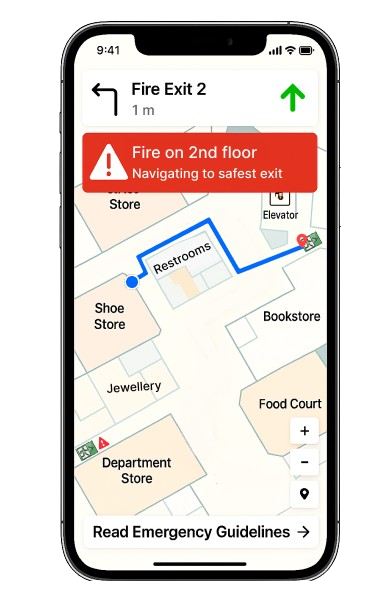 9:41
Fire Exit 2
1 m
Fire on 2nd floor
Navigating to safest exit
Store
Elevator
Restrooms
Shoe
Store
Bookstore
Jewellery
Food Court
Department
Store
+
−
Read Emergency Guidelines →